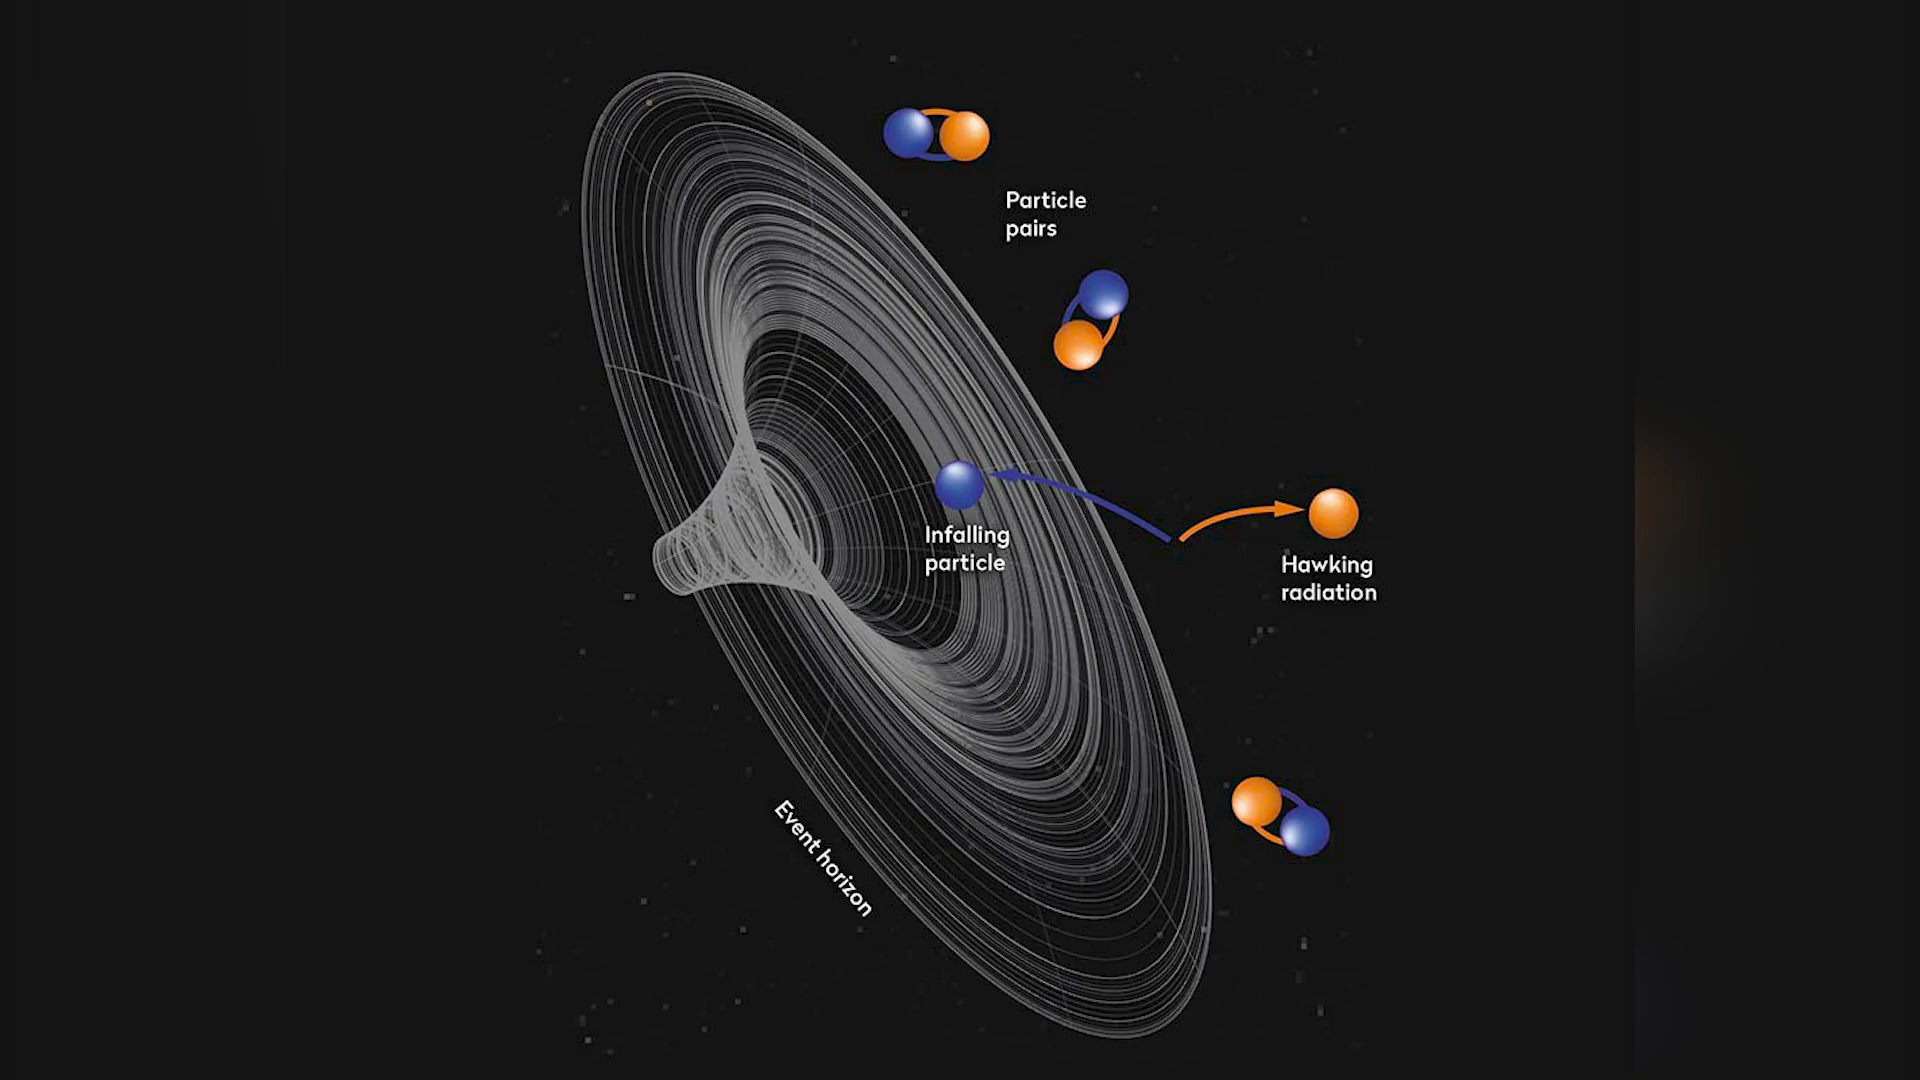 Particle
pairs
Infalling
particle
Hawking
radiation
Event horizon